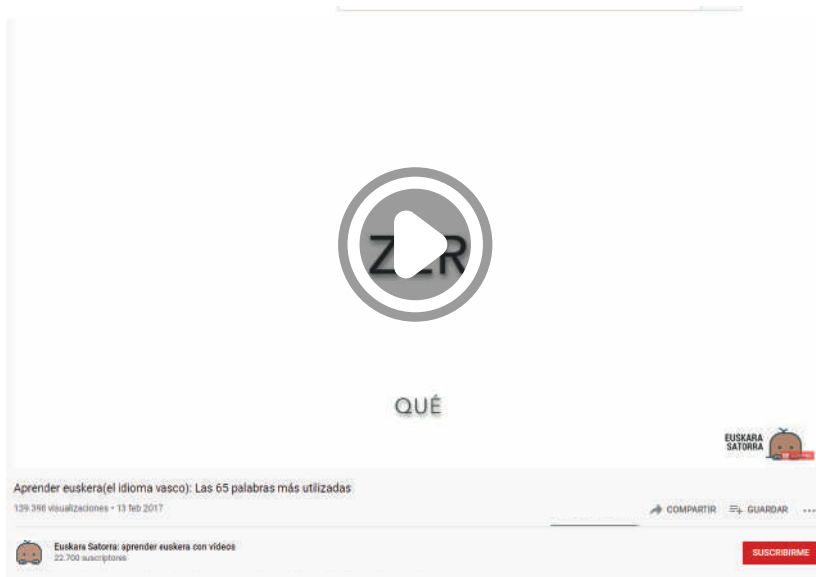 ZER
QUÉ
EUSKARA
SATORRA
Aprender euskera(el idioma vasco): Las 65 palabras más utilizadas
139.396 visualizaciones • 13 feb 2017
COMPARTIR GUARDAR ...
Euskara Satorra: aprender euskera con vídeos
22.700 suscriptores
SUSCRIBIRME